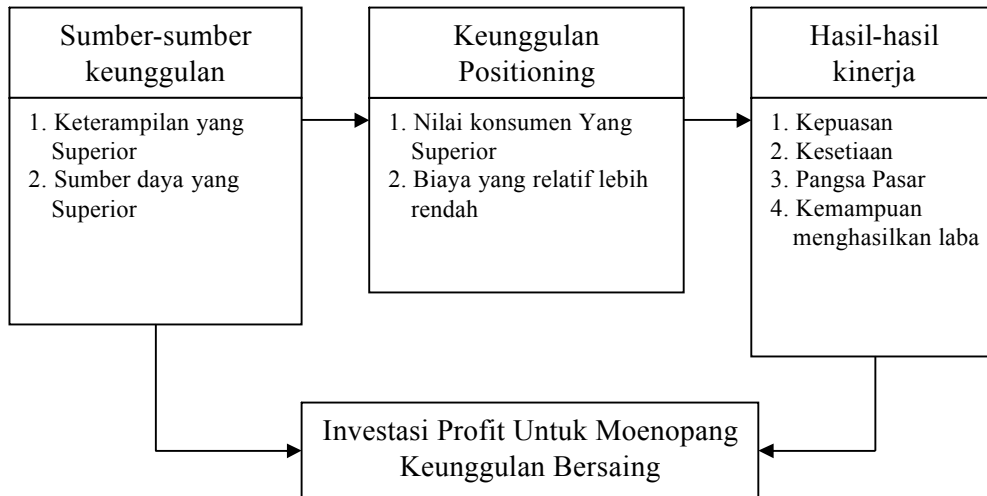 Sumber-sumber
keunggulan
1. Keterampilan yang
Superior
2. Sumber daya yang
Superior
Keunggulan
Positioning
1. Nilai konsumen Yang
Superior
2. Biaya yang relatif lebih
rendah
Hasil-hasil
kinerja
1. Kepuasan
2. Kesetiaan
3. Pangsa Pasar
4. Kemampuan
menghasilkan laba
Investasi Profit Untuk Moenopang
Keunggulan Bersaing